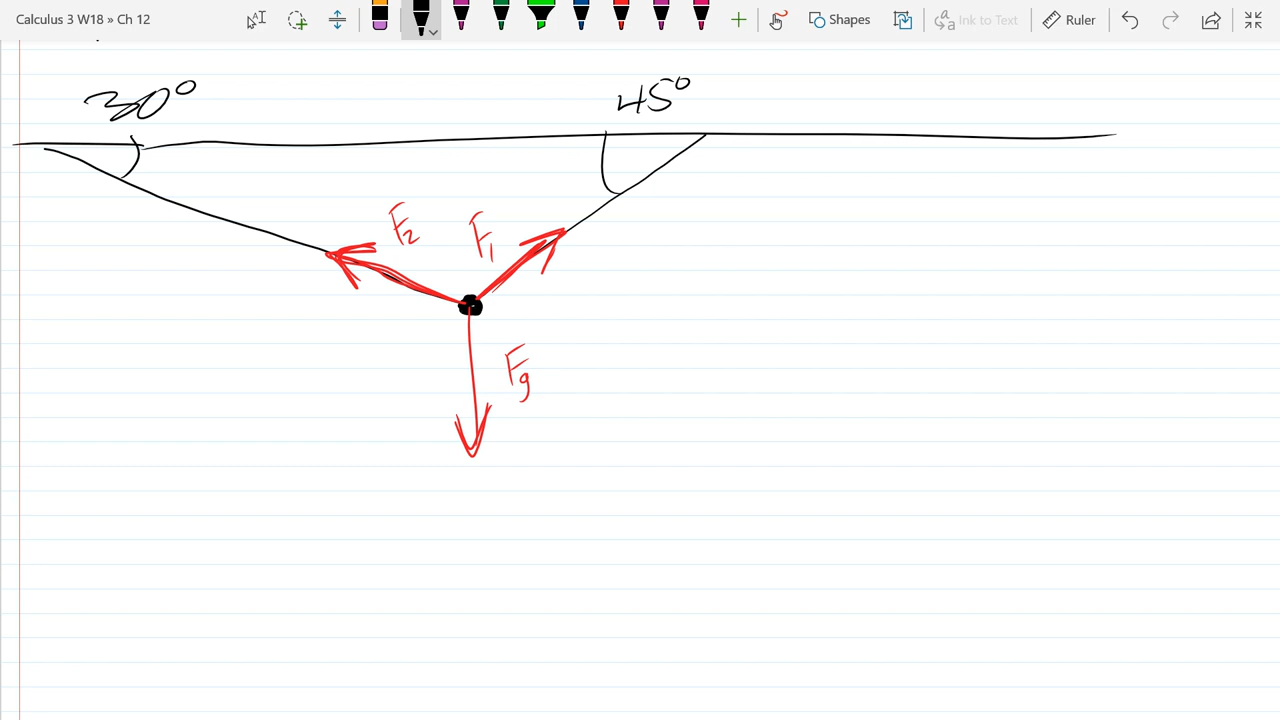 Calculus 3 W18 » Ch 12
Shapes
Ink to Text
Ruler
30° 45°
F₂ F₁
Fg